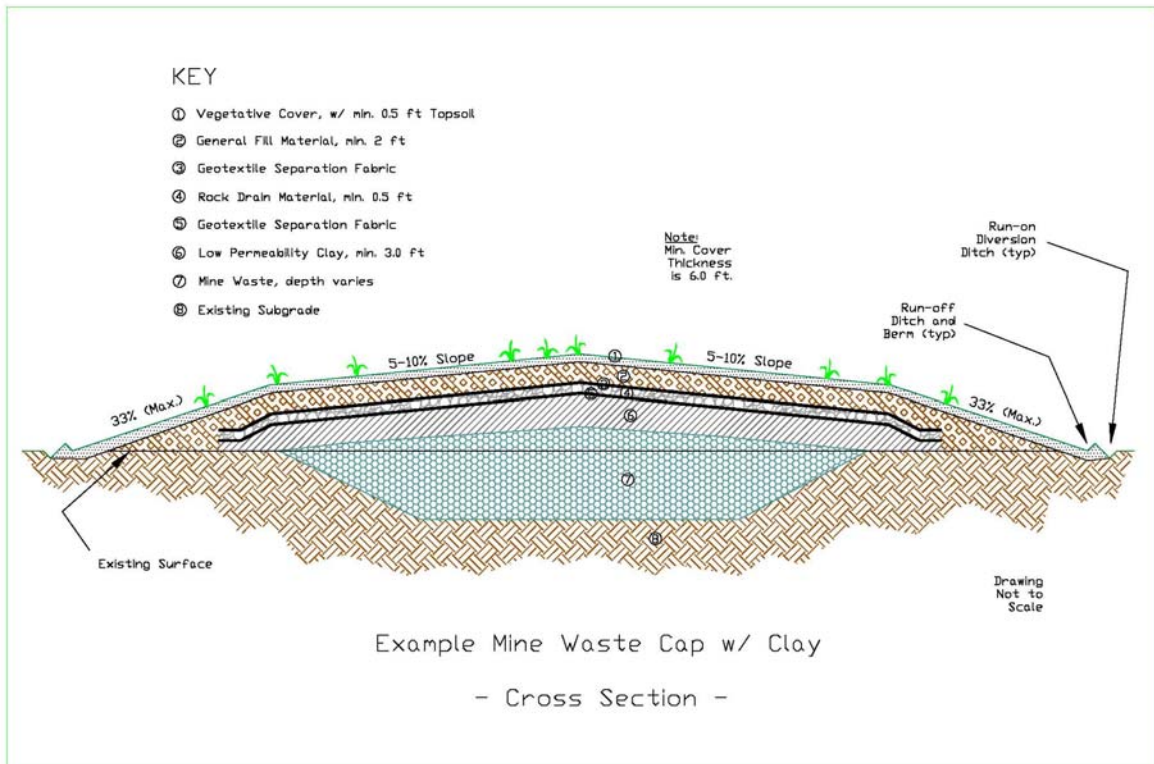 KEY
① Vegetative Cover, w/ min. 0.5 ft Topsoil
② General Fill Material, min. 2 ft
③ Geotextile Separation Fabric
④ Rock Drain Material, min. 0.5 ft
⑤ Geotextile Separation Fabric
⑥ Low Permeability Clay, min. 3.0 ft
⑦ Mine Waste, depth varies
⑧ Existing Subgrade
Note:
Min. Cover
Thickness
is 6.0 ft.
Run-on
Diversion
Ditch (typ)
Run-off
Ditch and
Berm (typ)
5-10% Slope
①
5-10% Slope
②
③
④
⑤
⑥
33% (Max.)
33% (Max.)
⑦
⑧
Existing Surface
Drawing
Not to
Scale
Example Mine Waste Cap w/ Clay
- Cross Section -